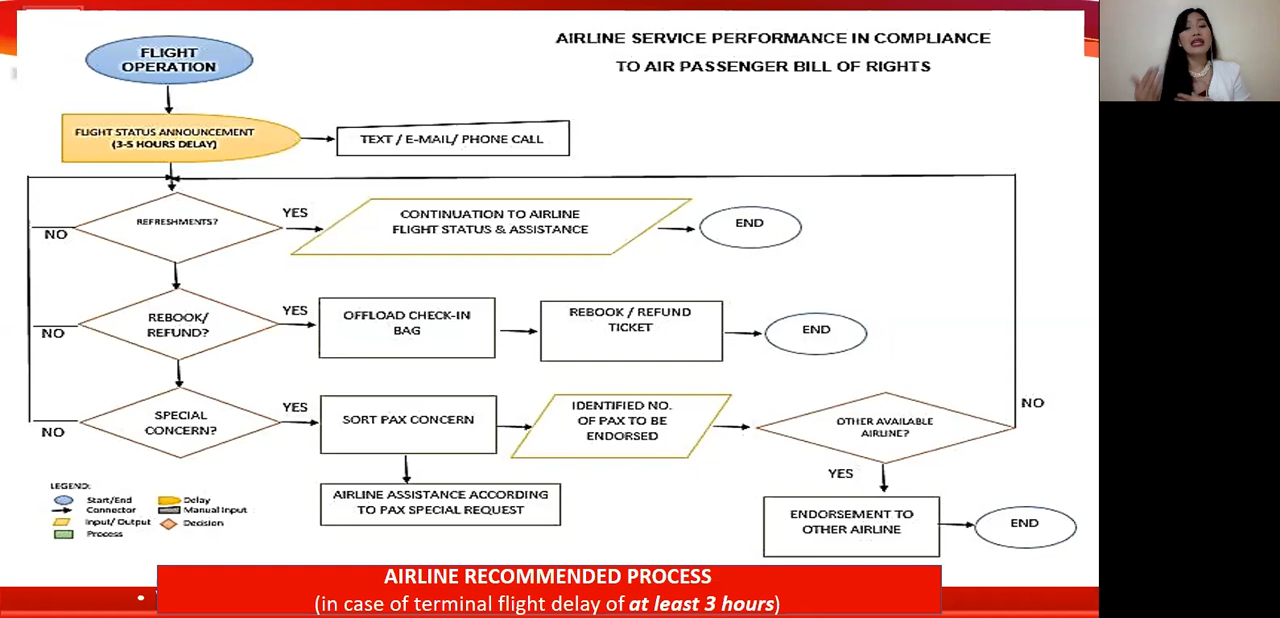 AIRLINE SERVICE PERFORMANCE IN COMPLIANCE
TO AIR PASSENGER BILL OF RIGHTS
FLIGHT
OPERATION
FLIGHT STATUS ANNOUNCEMENT
(3-5 HOURS DELAY)
TEXT / E-MAIL/ PHONE CALL
REFRESHMENTS?
YES
NO
CONTINUATION TO AIRLINE
FLIGHT STATUS & ASSISTANCE
END
REBOOK/
REFUND?
YES
NO
OFFLOAD CHECK-IN
BAG
REBOOK / REFUND
TICKET
END
SPECIAL
CONCERN?
YES
NO
SORT PAX CONCERN
IDENTIFIED NO.
OF PAX TO BE
ENDORSED
OTHER AVAILABLE
AIRLINE?
NO
YES
AIRLINE ASSISTANCE ACCORDING
TO PAX SPECIAL REQUEST
ENDORSEMENT TO
OTHER AIRLINE
END
LEGEND:
Start/End
Delay
Connector
Manual Input
Input/ Output
Decision
Process
AIRLINE RECOMMENDED PROCESS
(in case of terminal flight delay of at least 3 hours)